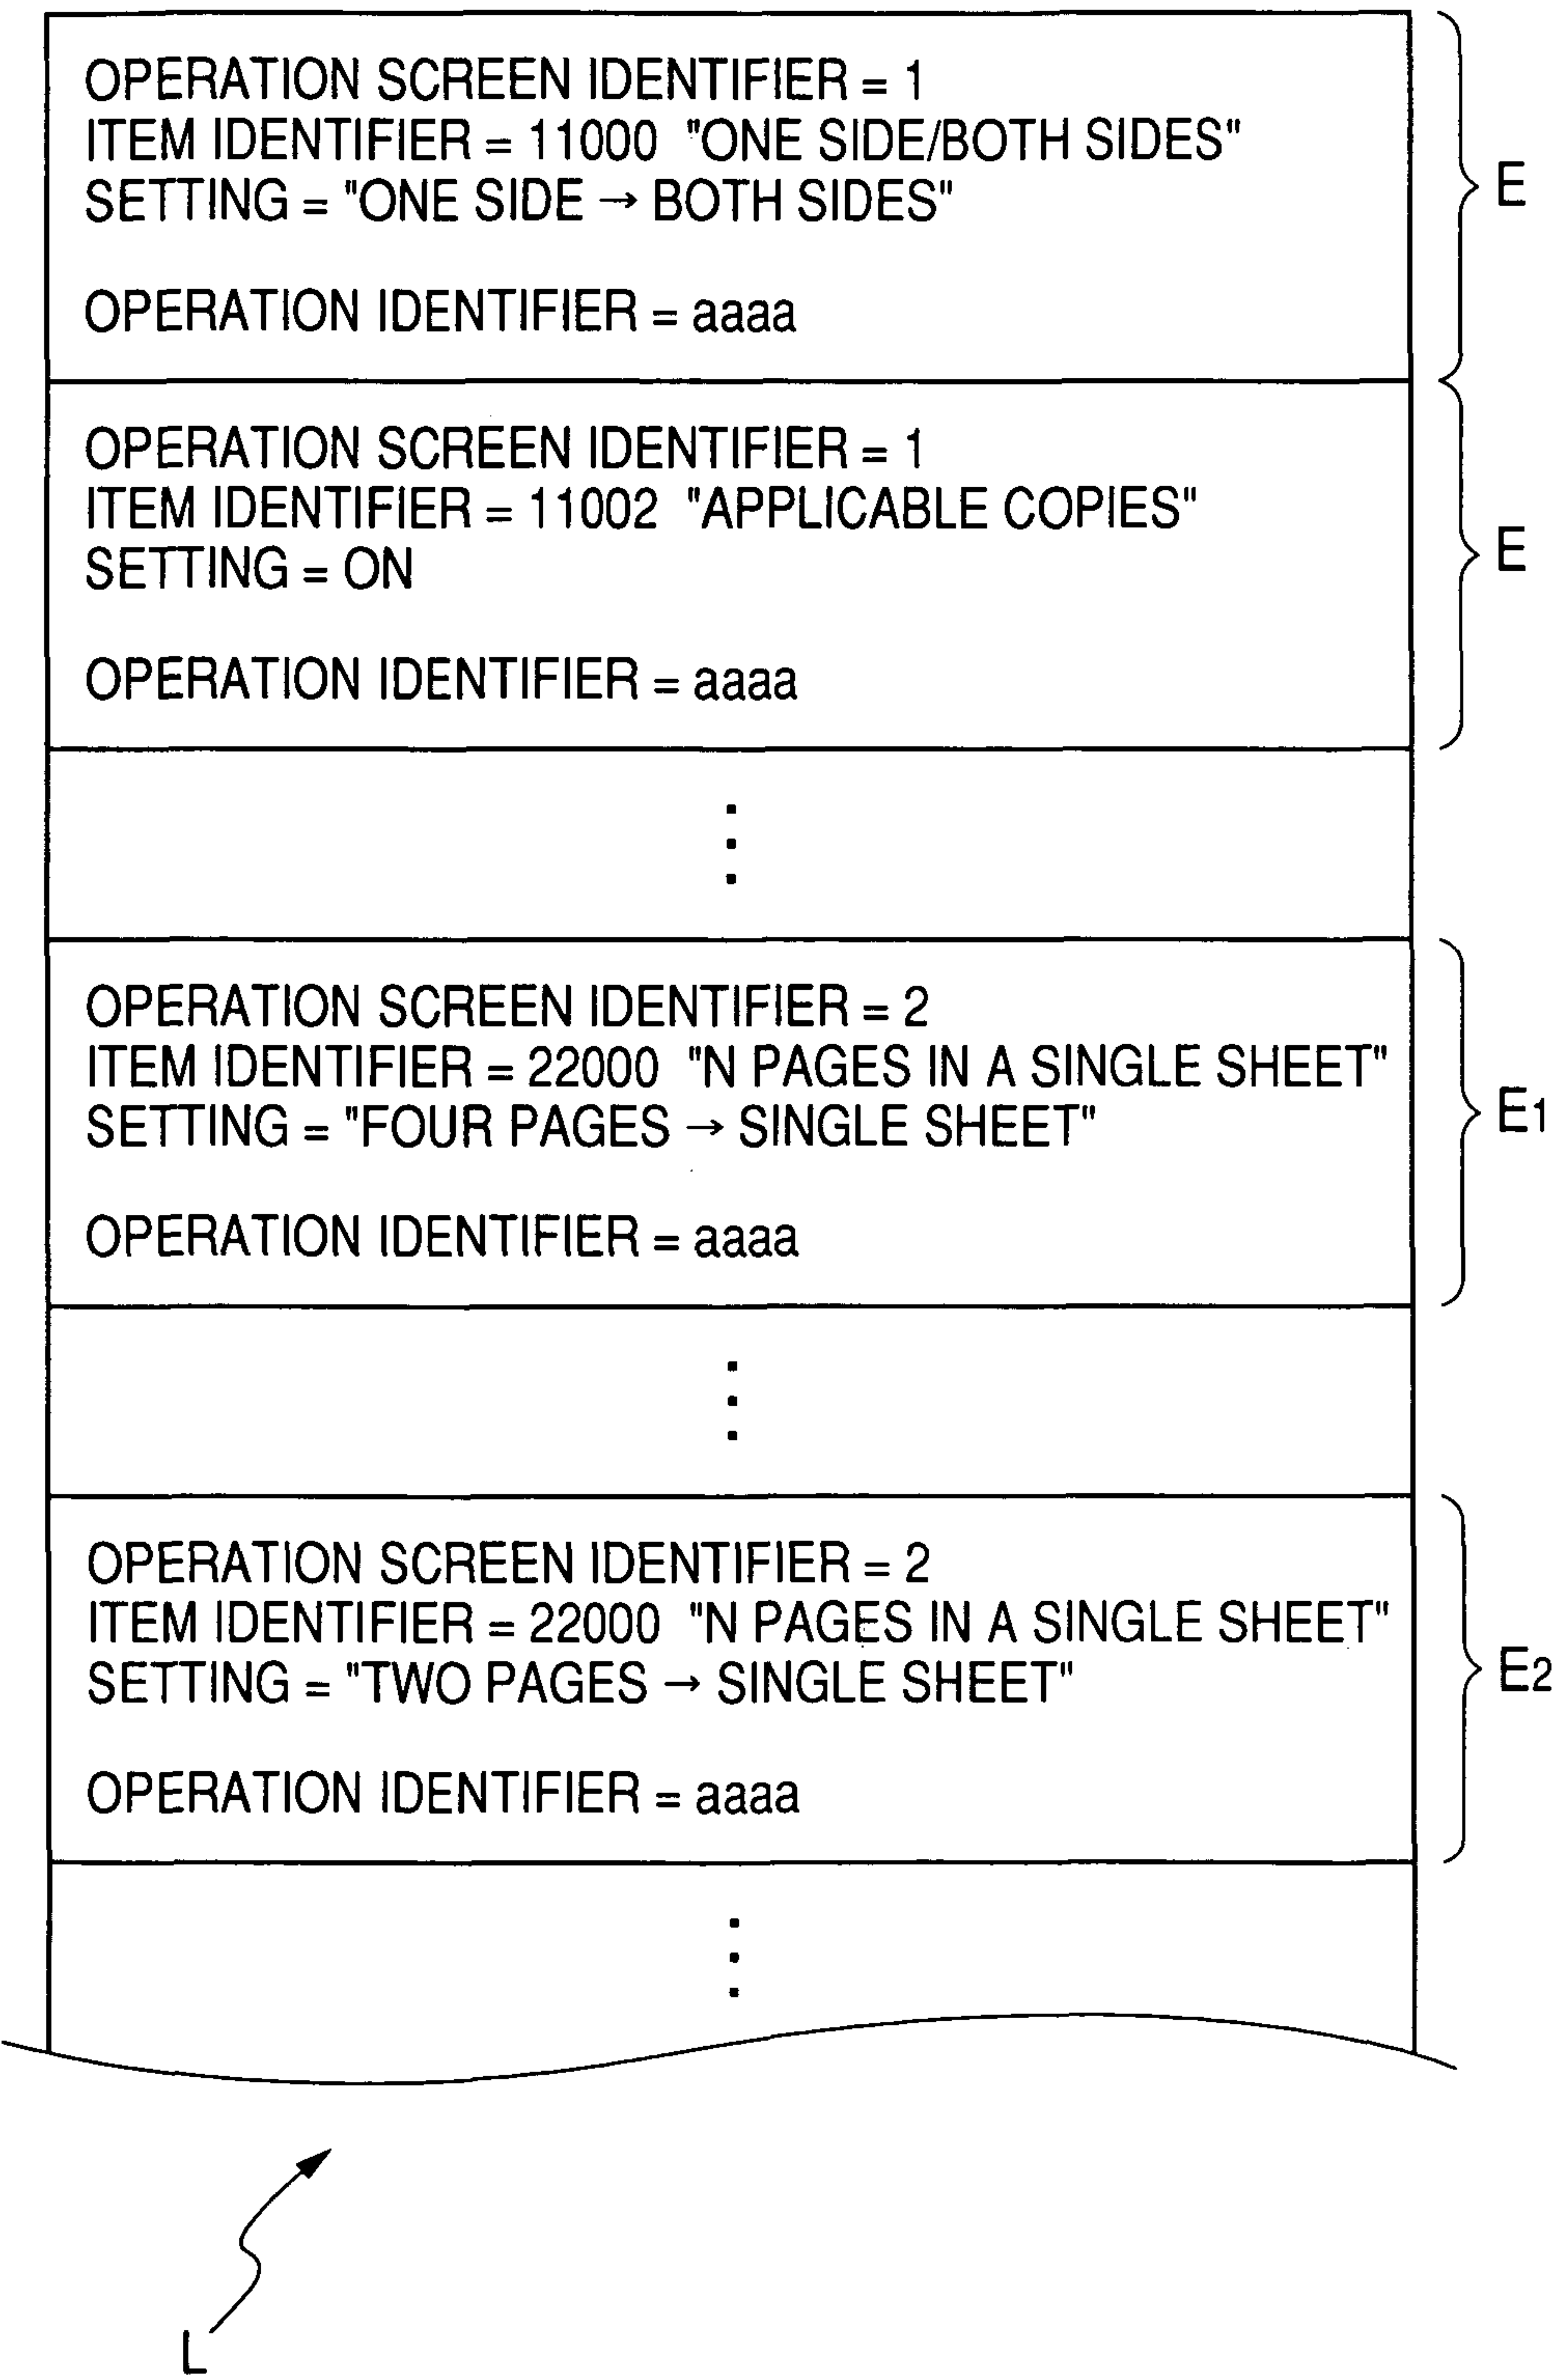 OPERATION SCREEN IDENTIFIER = 1
ITEM IDENTIFIER = 11000 "ONE SIDE/BOTH SIDES"
SETTING = "ONE SIDE → BOTH SIDES"
OPERATION IDENTIFIER = aaaa
E
OPERATION SCREEN IDENTIFIER = 1
ITEM IDENTIFIER = 11002 "APPLICABLE COPIES"
SETTING = ON
OPERATION IDENTIFIER = aaaa
E
OPERATION SCREEN IDENTIFIER = 2
ITEM IDENTIFIER = 22000 "N PAGES IN A SINGLE SHEET"
SETTING = "FOUR PAGES → SINGLE SHEET"
OPERATION IDENTIFIER = aaaa
E1
OPERATION SCREEN IDENTIFIER = 2
ITEM IDENTIFIER = 22000 "N PAGES IN A SINGLE SHEET"
SETTING = "TWO PAGES → SINGLE SHEET"
OPERATION IDENTIFIER = aaaa
E2
L